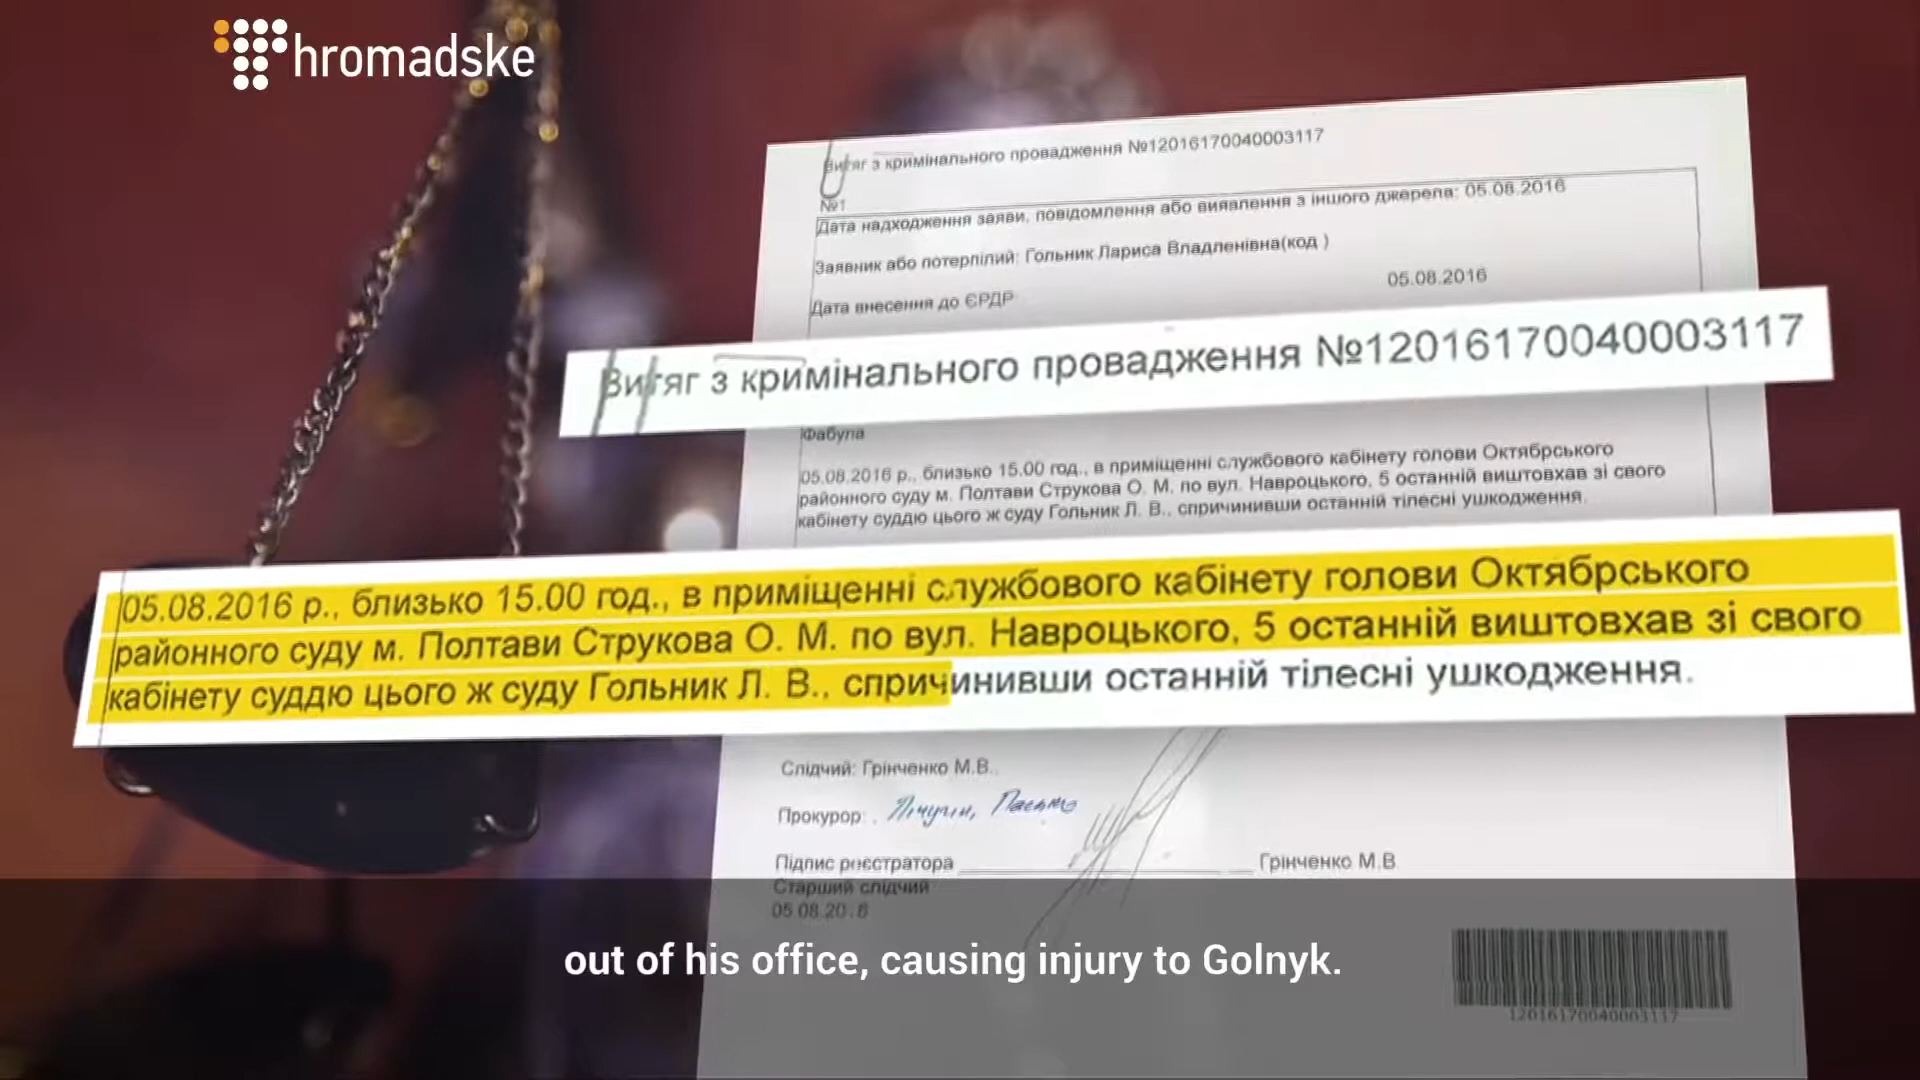 hromadske
Витяг з кримінального провадження №12016170040003117
№1
Дата надходження заяви, повідомлення або виявлення з іншого джерела: 05.08.2016
Заявник або потерпілий: Гольник Лариса Владленівна(код )
05.08.2016
Дата внесення до ЄРДР
Витяг з кримінального провадження №12016170040003117
Фабула
05.08.2016 р., близько 15.00 год., в приміщенні службового кабінету голови Октябрського
районного суду м. Полтави Струкова О. М. по вул. Навроцького, 5 останній виштовхав зі свого
кабінету суддю цього ж суду Гольник Л. В., спричинивши останній тілесні ушкодження.
05.08.2016 р., близько 15.00 год., в приміщенні службового кабінету голови Октябрського
районного суду м. Полтави Струкова О. М. по вул. Навроцького, 5 останній виштовхав зі свого
кабінету суддю цього ж суду Гольник Л. В., спричинивши останній тілесні ушкодження.
Слідчий: Грінченко М.В.
Прокурор:
Підпис реєстратора Грінченко М.В
Старший слідчий
05.08.2016
out of his office, causing injury to Golnyk.
12016170040003117